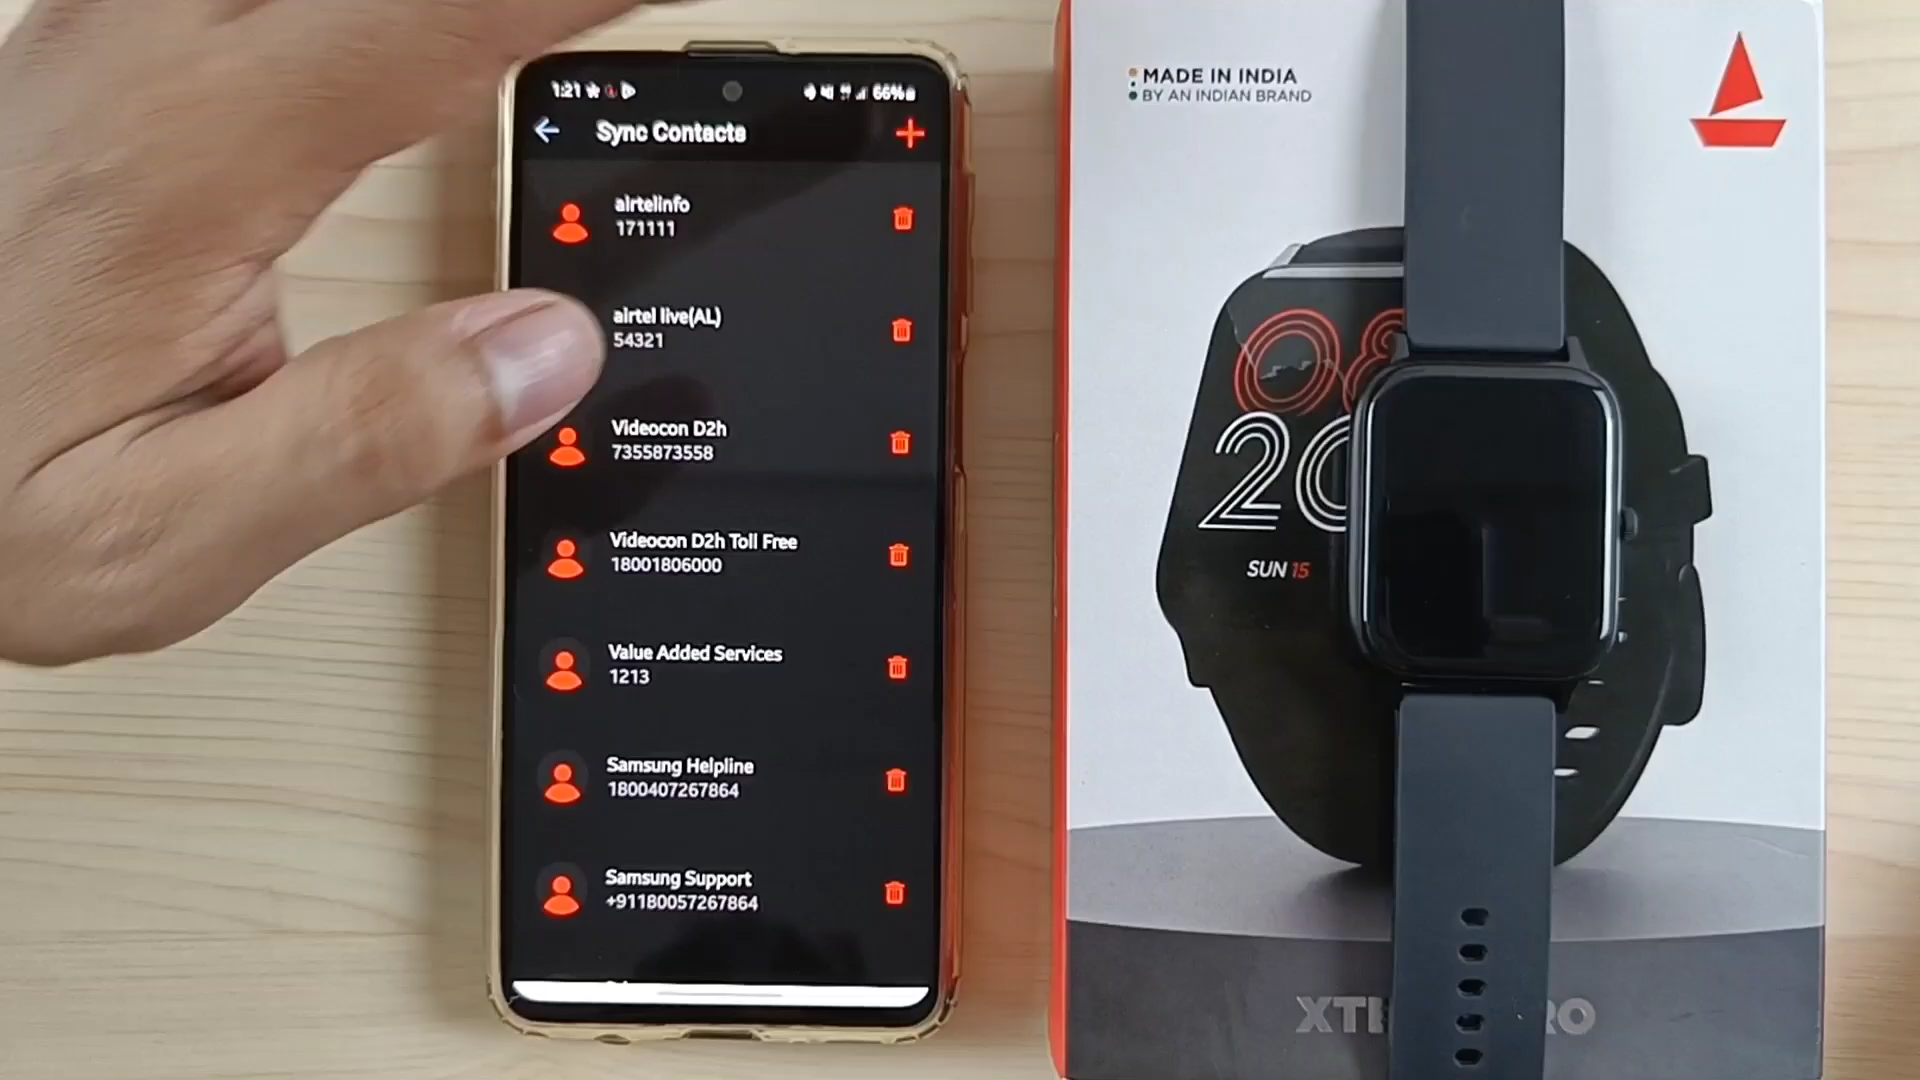 1:21
66%
Sync Contacts
airtelinfo
171111
airtel live(AL)
54321
Videocon D2h
7355873558
Videocon D2h Toll Free
18001806000
Value Added Services
1213
Samsung Helpline
1800407267864
Samsung Support
+91180057267864
MADE IN INDIA
BY AN INDIAN BRAND
08
20
SUN 15